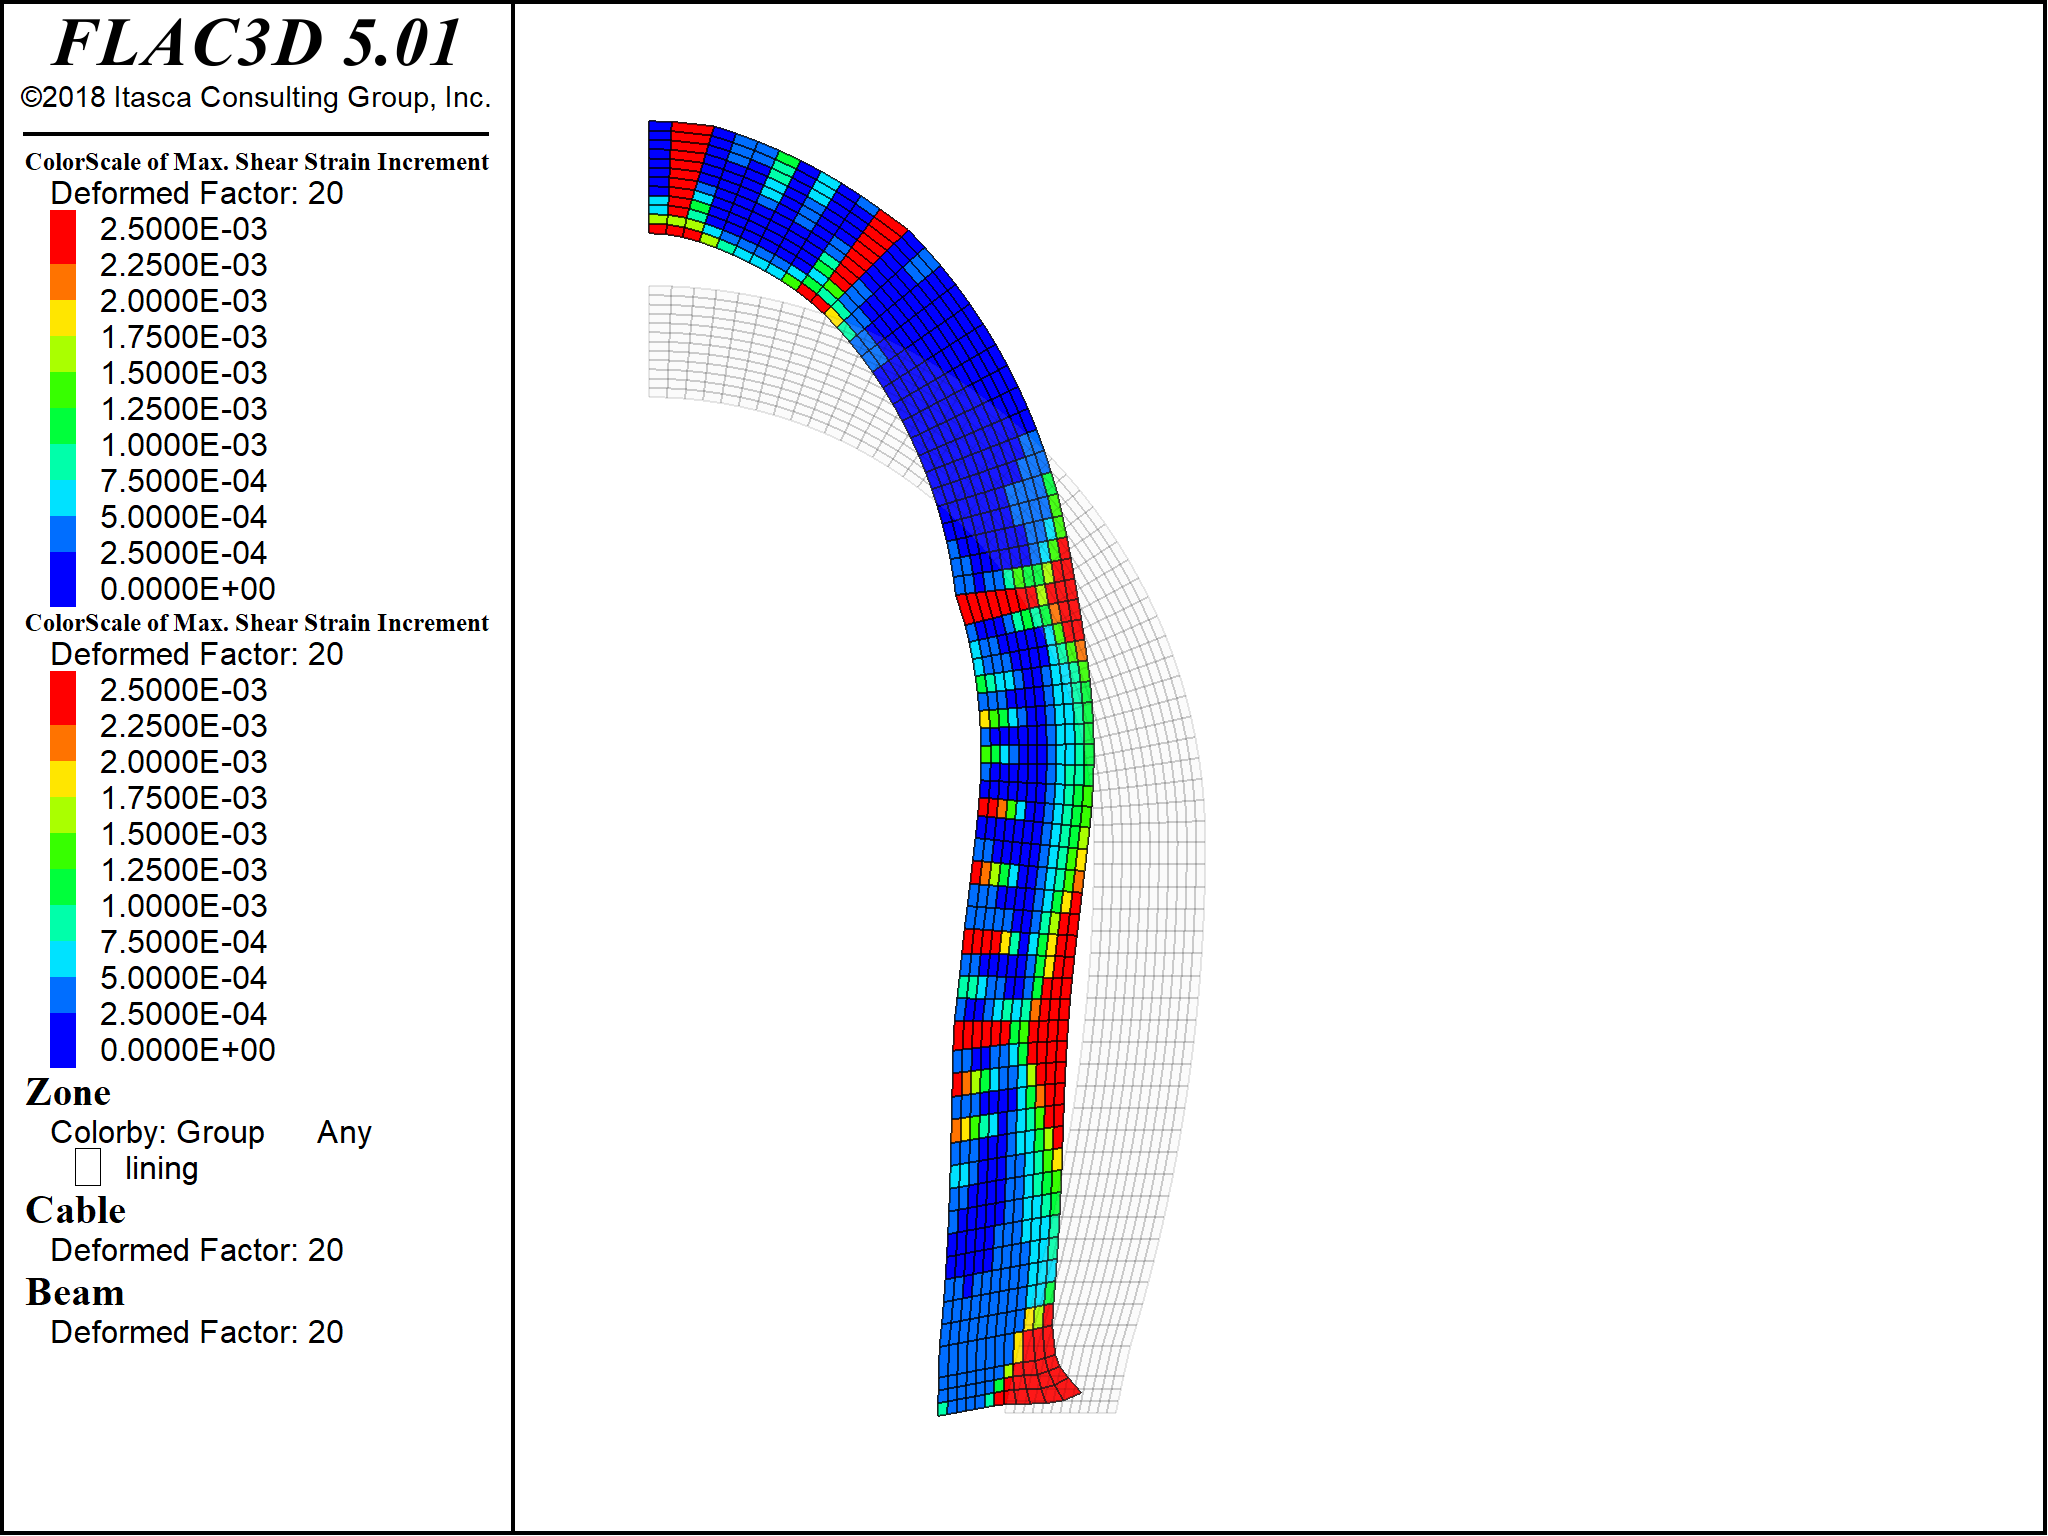 FLAC3D 5.01
©2018 Itasca Consulting Group, Inc.
ColorScale of Max. Shear Strain Increment
Deformed Factor: 20
2.5000E-03
2.2500E-03
2.0000E-03
1.7500E-03
1.5000E-03
1.2500E-03
1.0000E-03
7.5000E-04
5.0000E-04
2.5000E-04
0.0000E+00
ColorScale of Max. Shear Strain Increment
Deformed Factor: 20
2.5000E-03
2.2500E-03
2.0000E-03
1.7500E-03
1.5000E-03
1.2500E-03
1.0000E-03
7.5000E-04
5.0000E-04
2.5000E-04
0.0000E+00
Zone
Colorby: Group Any
lining
Cable
Deformed Factor: 20
Beam
Deformed Factor: 20